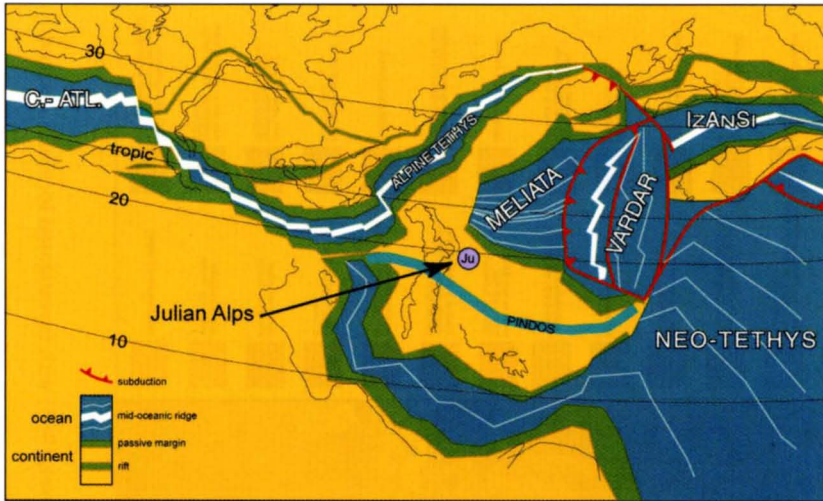 30
C.- ATL.
tropic
20
10
ALPINE TETHYS
IZANSI
MELIATA
VARDAR
Ju
Julian Alps
PINDOS
NEO-TETHYS
subduction
ocean
mid-oceanic ridge
passive margin
continent
rift